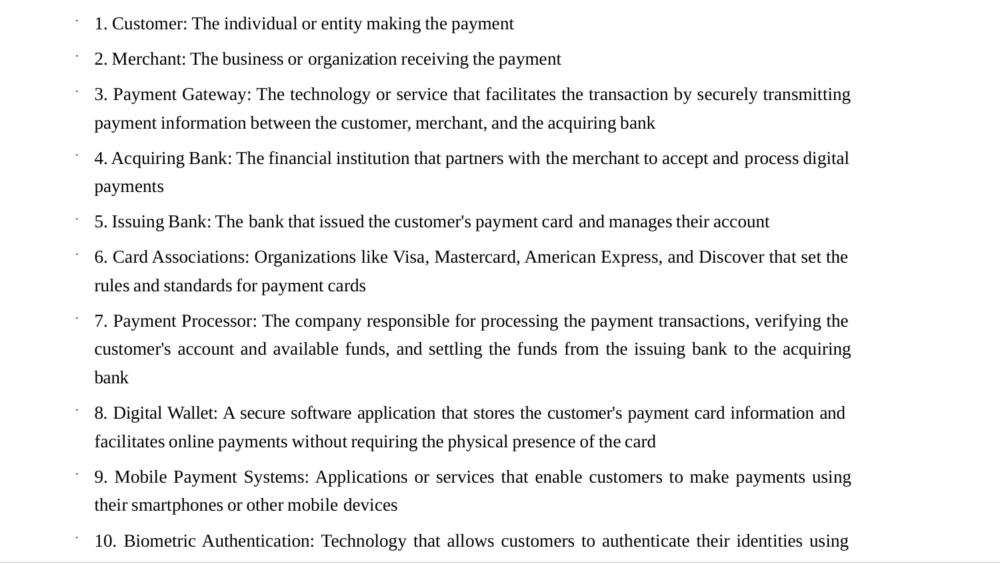 · 1. Customer: The individual or entity making the payment
· 2. Merchant: The business or organization receiving the payment
· 3. Payment Gateway: The technology or service that facilitates the transaction by securely transmitting
payment information between the customer, merchant, and the acquiring bank
· 4. Acquiring Bank: The financial institution that partners with the merchant to accept and process digital
payments
· 5. Issuing Bank: The bank that issued the customer's payment card and manages their account
· 6. Card Associations: Organizations like Visa, Mastercard, American Express, and Discover that set the
rules and standards for payment cards
· 7. Payment Processor: The company responsible for processing the payment transactions, verifying the
customer's account and available funds, and settling the funds from the issuing bank to the acquiring
bank
· 8. Digital Wallet: A secure software application that stores the customer's payment card information and
facilitates online payments without requiring the physical presence of the card
· 9. Mobile Payment Systems: Applications or services that enable customers to make payments using
their smartphones or other mobile devices
· 10. Biometric Authentication: Technology that allows customers to authenticate their identities using